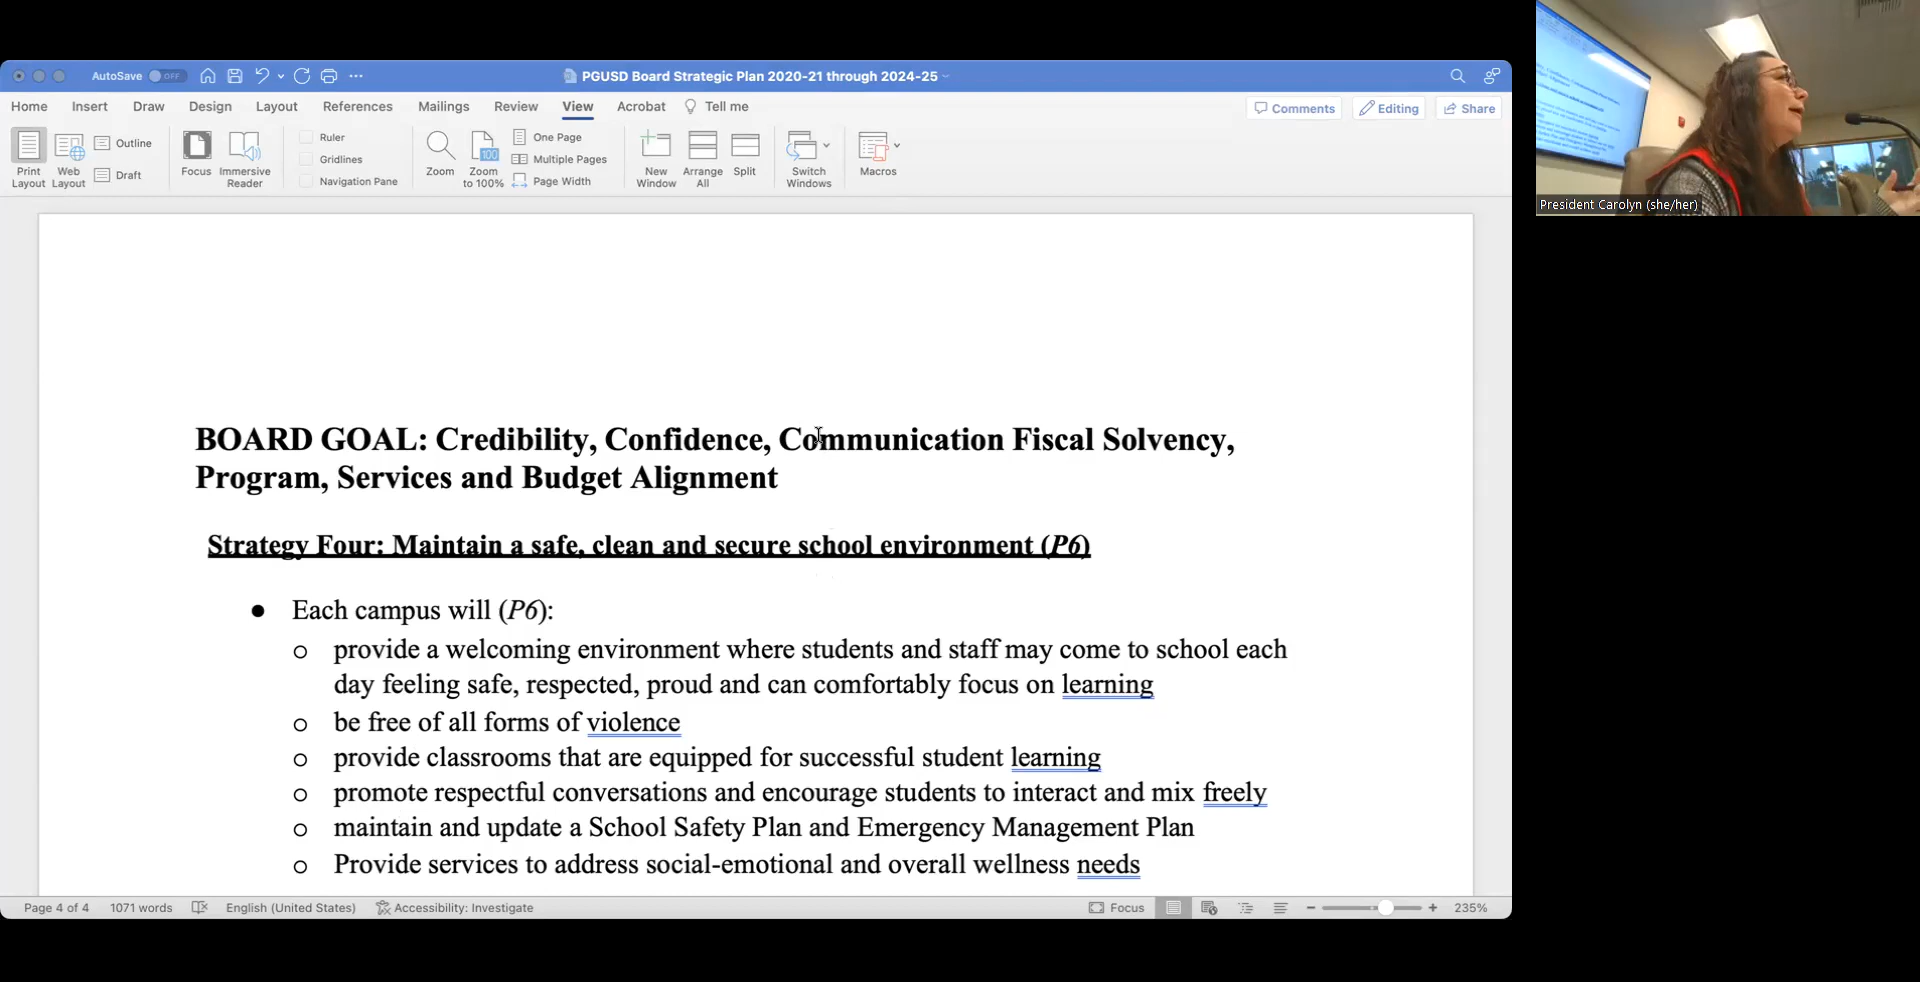 AutoSave OFF
PGUSD Board Strategic Plan 2020-21 through 2024-25
Home Insert Draw Design Layout References Mailings Review View Acrobat Tell me
Comments Editing Share
Print Layout
Web Layout
Outline
Draft
Focus
Immersive Reader
Ruler
Gridlines
Navigation Pane
Zoom
100
Zoom to 100%
One Page
Multiple Pages
Page Width
New Window
Arrange All
Split
Switch Windows
Macros
BOARD GOAL: Credibility, Confidence, Communication Fiscal Solvency,
Program, Services and Budget Alignment
Strategy Four: Maintain a safe, clean and secure school environment (P6)
● Each campus will (P6):
o provide a welcoming environment where students and staff may come to school each
day feeling safe, respected, proud and can comfortably focus on learning
o be free of all forms of violence
o provide classrooms that are equipped for successful student learning
o promote respectful conversations and encourage students to interact and mix freely
o maintain and update a School Safety Plan and Emergency Management Plan
o Provide services to address social-emotional and overall wellness needs
Page 4 of 4 1071 words English (United States) Accessibility: Investigate
Focus 235%
President Carolyn (she/her)